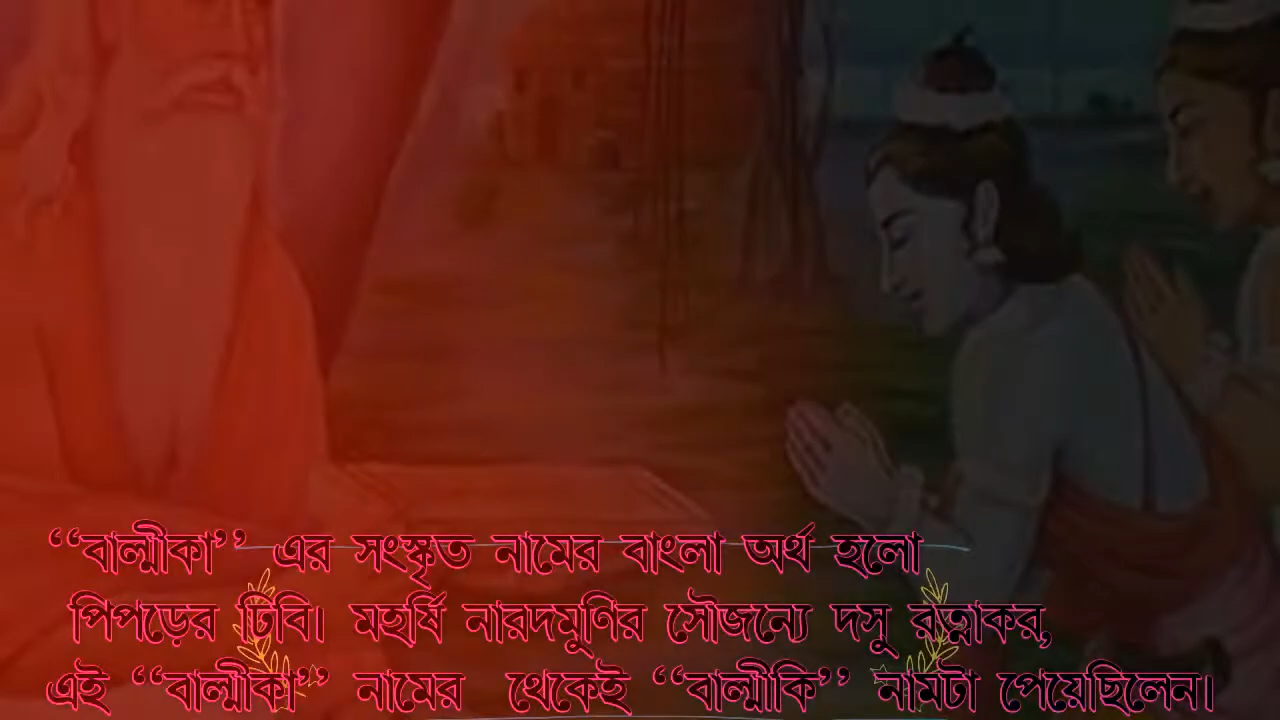 ‘‘বাল্মীকা’’ এর সংস্কৃত নামের বাংলা অর্থ হলো
পিপড়ের ঢিবি। মহর্ষি নারদমুণির সৌজন্যে দসু রত্নাকর,
এই ‘‘বাল্মীকা’’ নামের থেকেই ‘‘বাল্মীকি’’ নামটা পেয়েছিলেন।